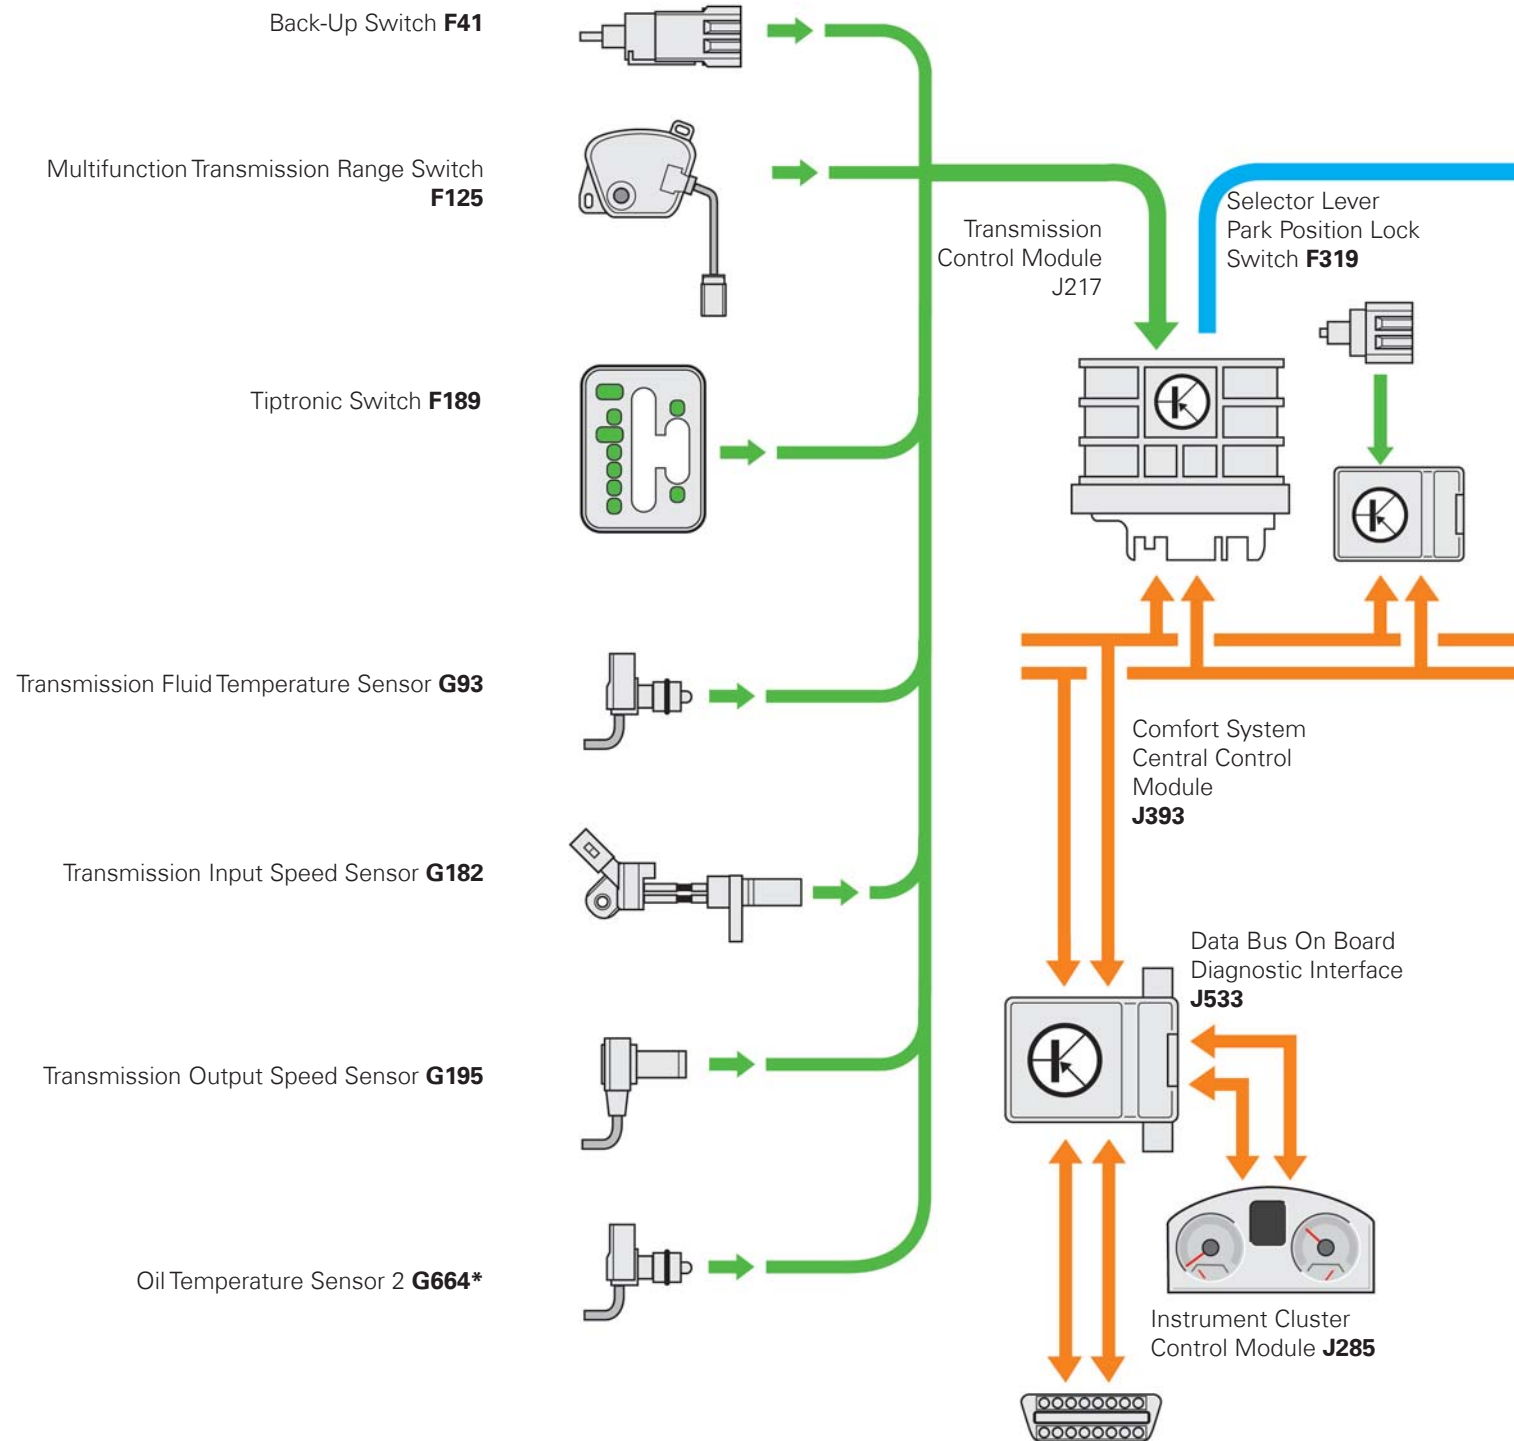 Back-Up Switch F41
Multifunction Transmission Range Switch
F125
Tiptronic Switch F189
Transmission Fluid Temperature Sensor G93
Transmission Input Speed Sensor G182
Transmission Output Speed Sensor G195
Oil Temperature Sensor 2 G664*
Transmission
Control Module
J217
Selector Lever
Park Position Lock
Switch F319
Comfort System
Central Control
Module
J393
Data Bus On Board
Diagnostic Interface
J533
Instrument Cluster
Control Module J285